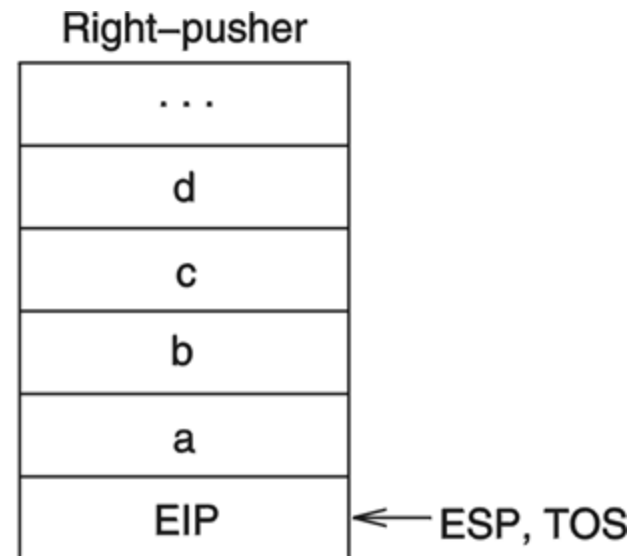 Right–pusher
. . .
d
c
b
a
EIP
ESP, TOS